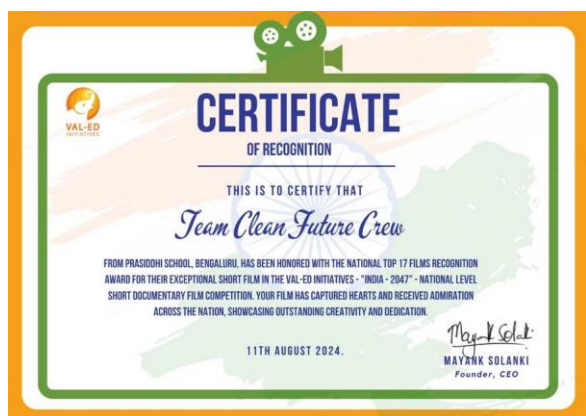 VAL-ED
INITIATIVES
CERTIFICATE
OF RECOGNITION
THIS IS TO CERTIFY THAT
Team Clean Future Crew
FROM PRASIDDHI SCHOOL, BENGALURU, HAS BEEN HONORED WITH THE NATIONAL TOP 17 FILMS RECOGNITION
AWARD FOR THEIR EXCEPTIONAL SHORT FILM IN THE VAL-ED INITIATIVES - "INDIA - 2047" - NATIONAL LEVEL
SHORT DOCUMENTARY FILM COMPETITION. YOUR FILM HAS CAPTURED HEARTS AND RECEIVED ADMIRATION
ACROSS THE NATION, SHOWCASING OUTSTANDING CREATIVITY AND DEDICATION.
11TH AUGUST 2024.
Mayank Solanki
MAYANK SOLANKI
Founder, CEO